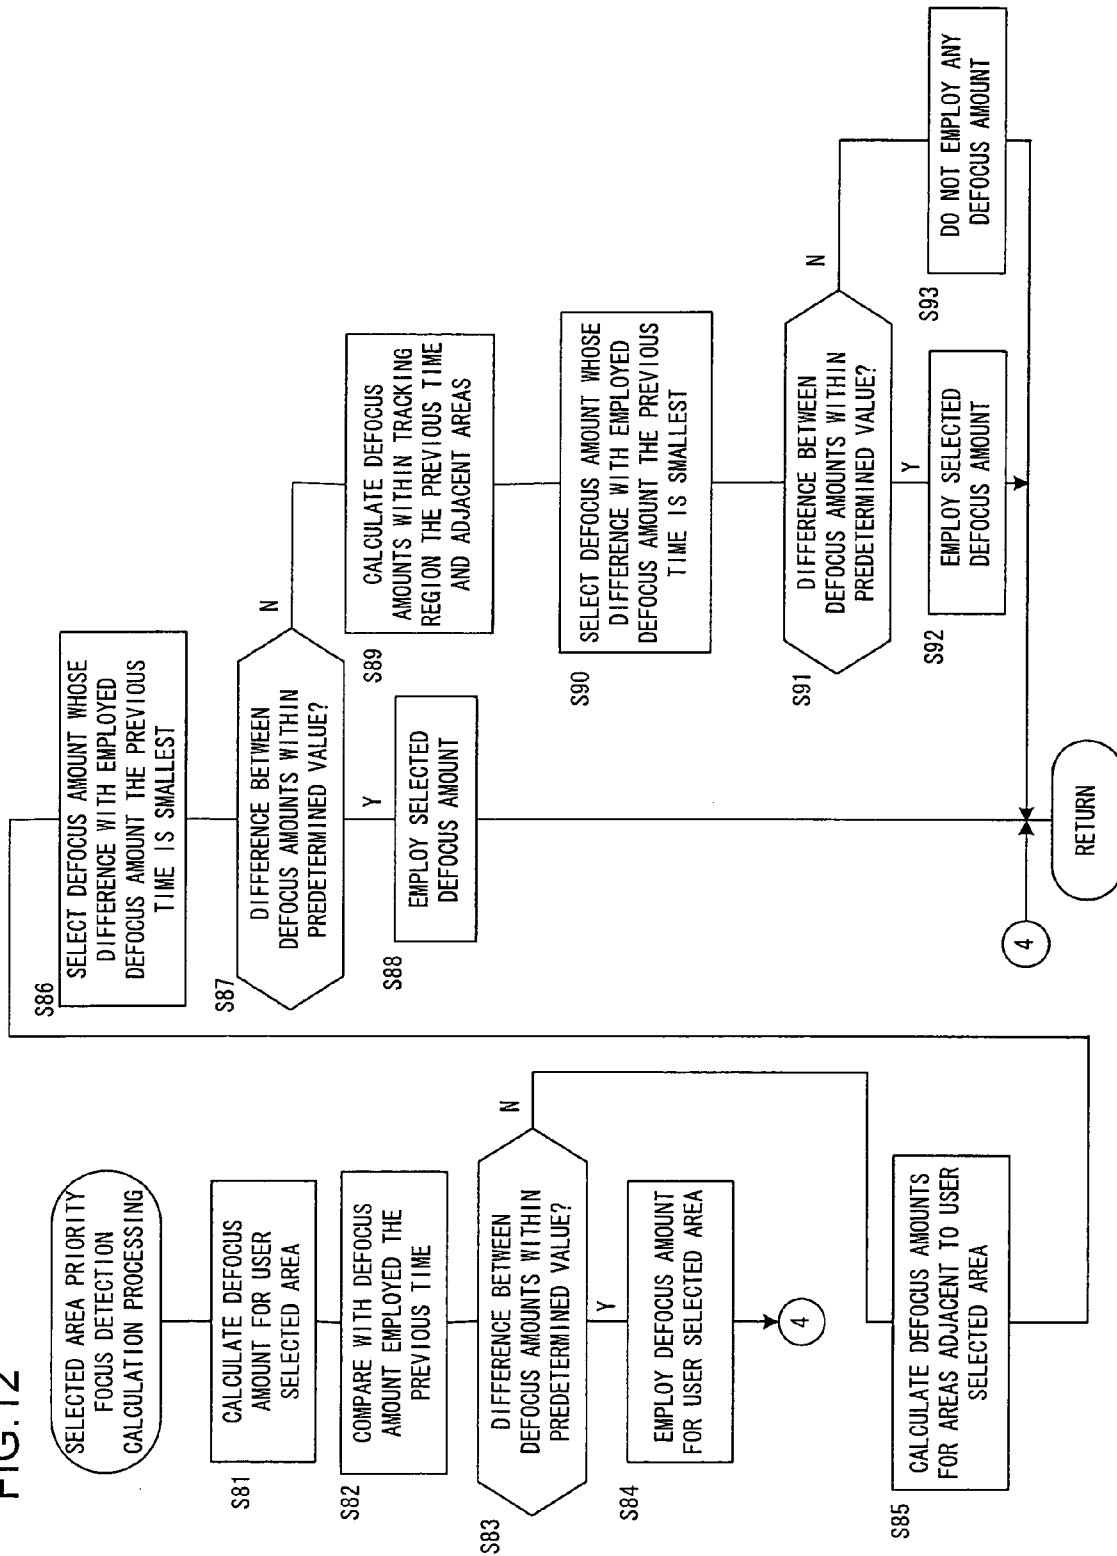 FIG.12
SELECTED AREA PRIORITY
FOCUS DETECTION
CALCULATION PROCESSING
S81
CALCULATE DEFOCUS
AMOUNT FOR USER
SELECTED AREA
S82
COMPARE WITH DEFOCUS
AMOUNT EMPLOYED THE
PREVIOUS TIME
S83
DIFFERENCE BETWEEN
DEFOCUS AMOUNTS WITHIN
PREDETERMINED VALUE?
N
Y
S84
EMPLOY DEFOCUS AMOUNT
FOR USER SELECTED AREA
4
S85
CALCULATE DEFOCUS AMOUNTS
FOR AREAS ADJACENT TO USER
SELECTED AREA
S86
SELECT DEFOCUS AMOUNT WHOSE
DIFFERENCE WITH EMPLOYED
DEFOCUS AMOUNT THE PREVIOUS
TIME IS SMALLEST
S87
DIFFERENCE BETWEEN
DEFOCUS AMOUNTS WITHIN
PREDETERMINED VALUE?
N
Y
S88
EMPLOY SELECTED
DEFOCUS AMOUNT
S89
CALCULATE DEFOCUS
AMOUNTS WITHIN TRACKING
REGION THE PREVIOUS TIME
AND ADJACENT AREAS
S90
SELECT DEFOCUS AMOUNT WHOSE
DIFFERENCE WITH EMPLOYED
DEFOCUS AMOUNT THE PREVIOUS
TIME IS SMALLEST
S91
DIFFERENCE BETWEEN
DEFOCUS AMOUNTS WITHIN
PREDETERMINED VALUE?
N
Y
S92
EMPLOY SELECTED
DEFOCUS AMOUNT
S93
DO NOT EMPLOY ANY
DEFOCUS AMOUNT
4
RETURN